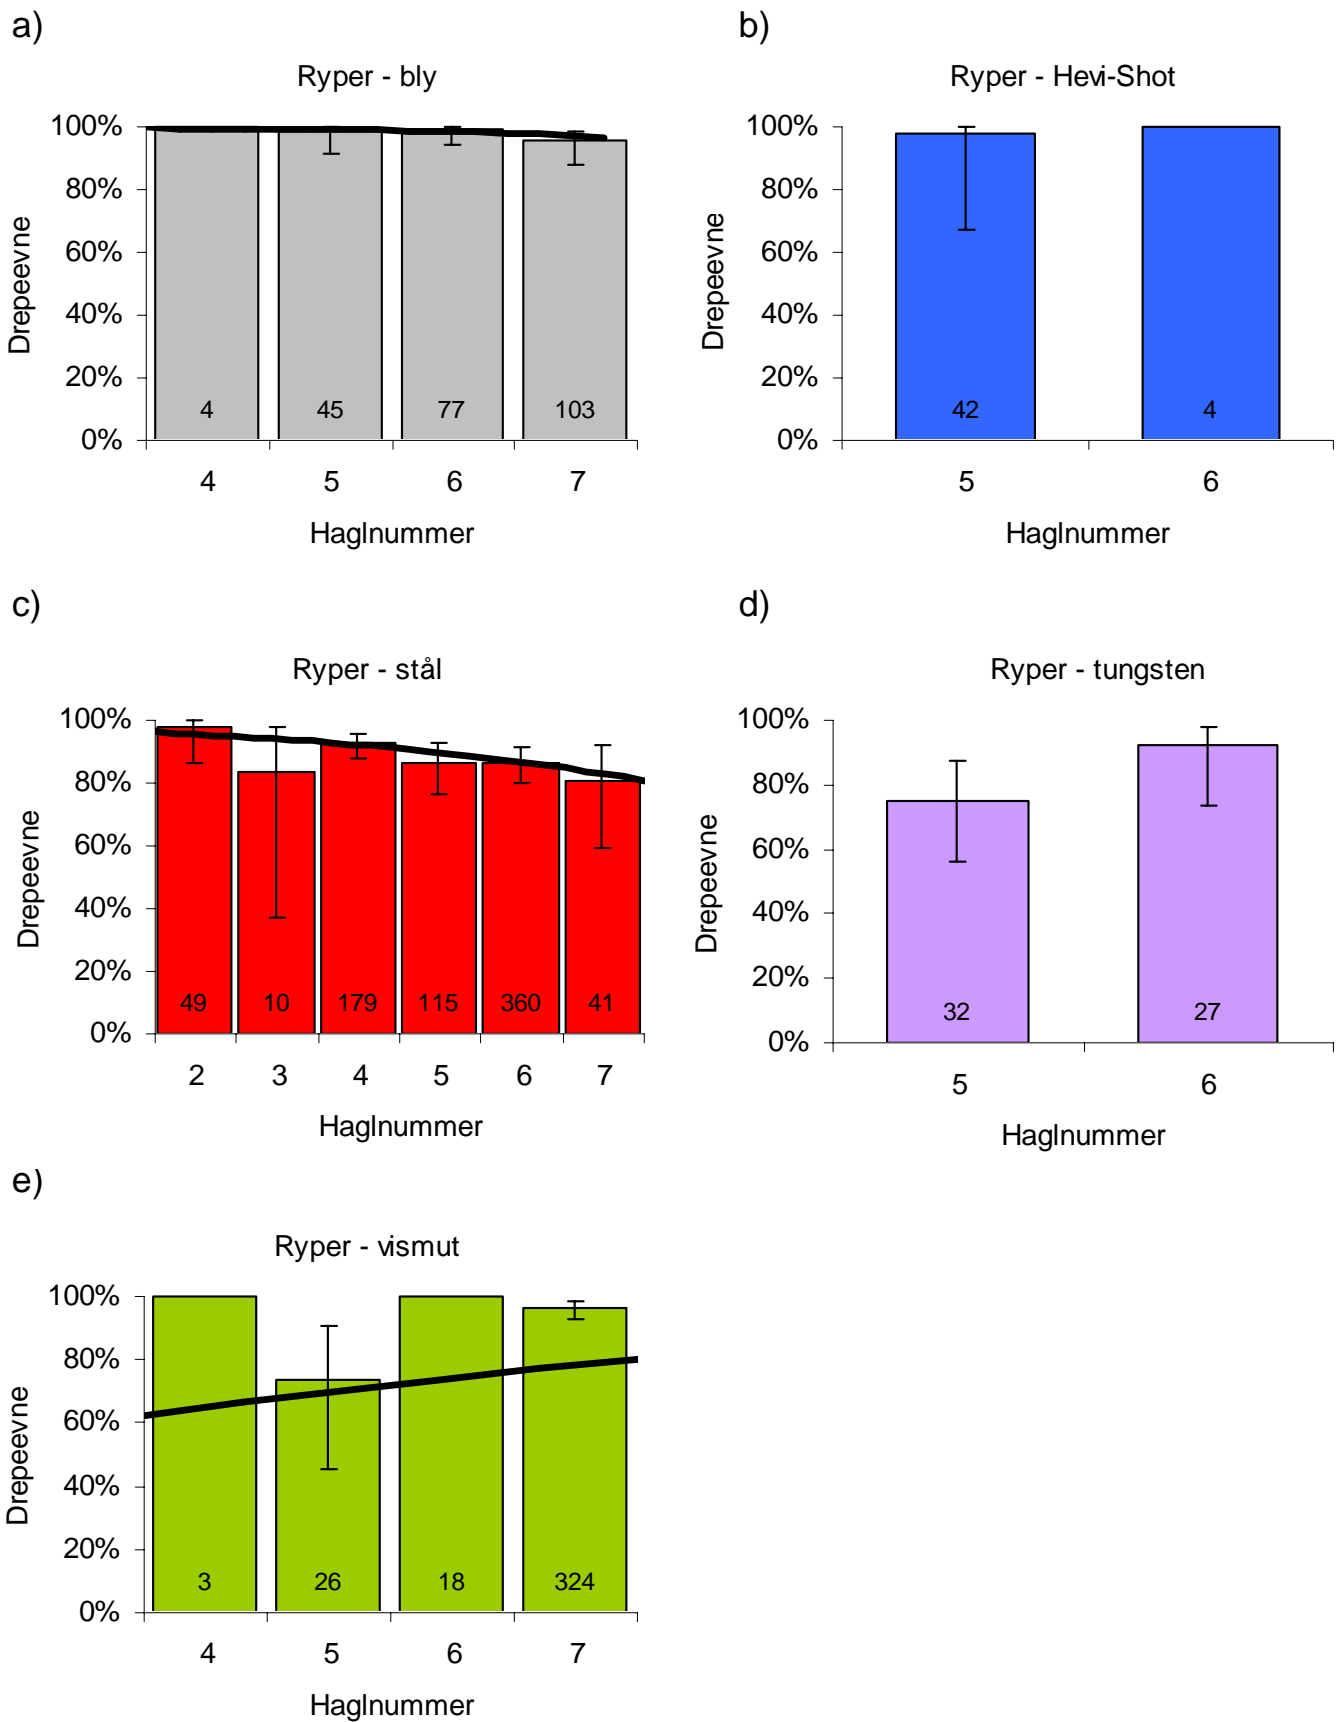 a)
Ryper - bly
100%
80%
60%
40%
20%
0%
Drepeevne
4 45 77 103
4 5 6 7
Haglnummer
b)
Ryper - Hevi-Shot
100%
80%
60%
40%
20%
0%
Drepeevne
42 4
5 6
Haglnummer
c)
Ryper - stål
100%
80%
60%
40%
20%
0%
Drepeevne
49 10 179 115 360 41
2 3 4 5 6 7
Haglnummer
d)
Ryper - tungsten
100%
80%
60%
40%
20%
0%
Drepeevne
32 27
5 6
Haglnummer
e)
Ryper - vismut
100%
80%
60%
40%
20%
0%
Drepeevne
3 26 18 324
4 5 6 7
Haglnummer